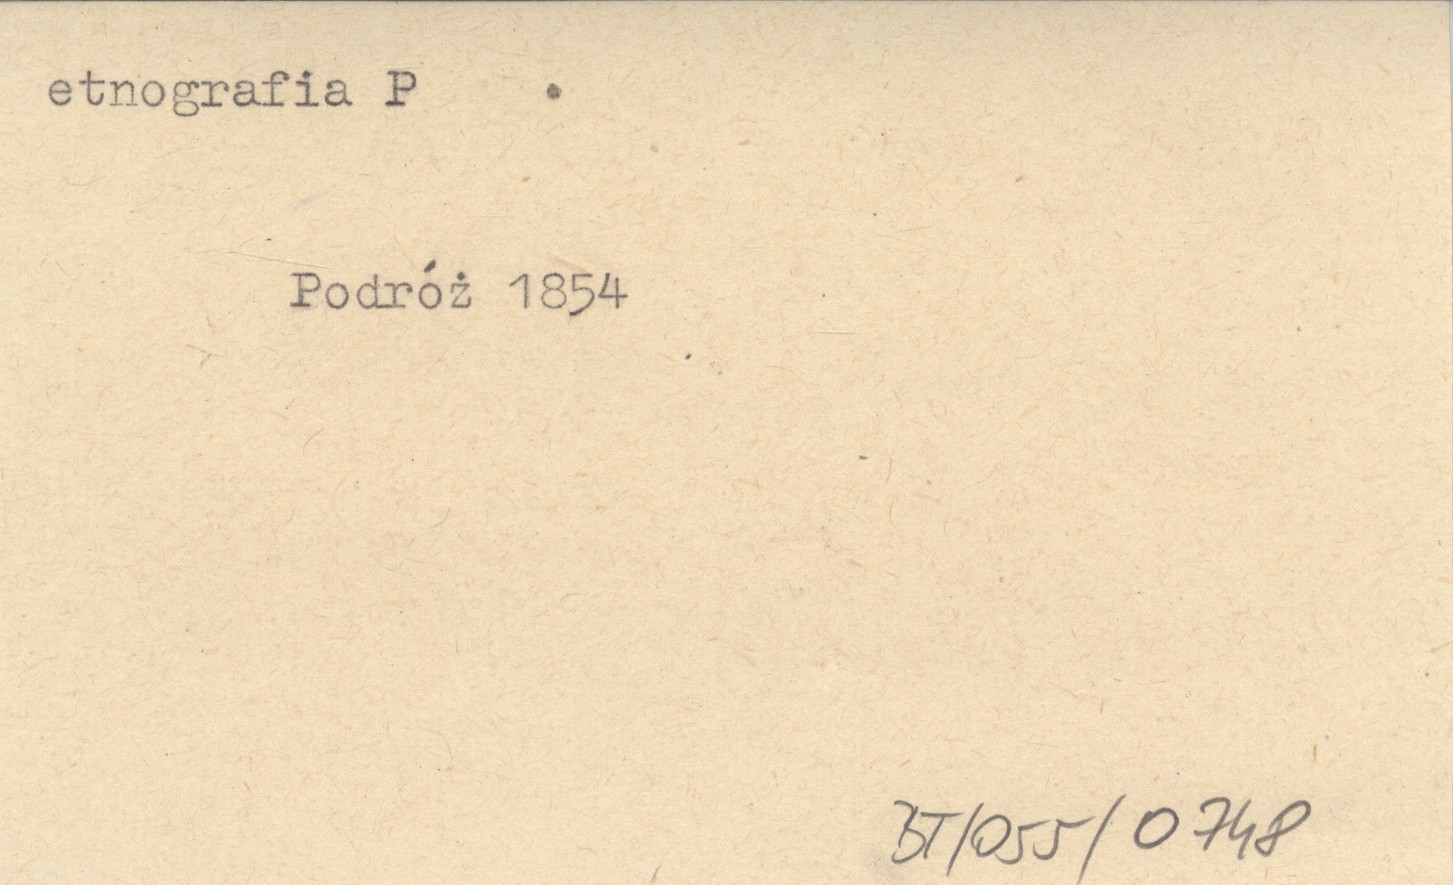 etnografia P
Podróż 1854
BT/055/0748